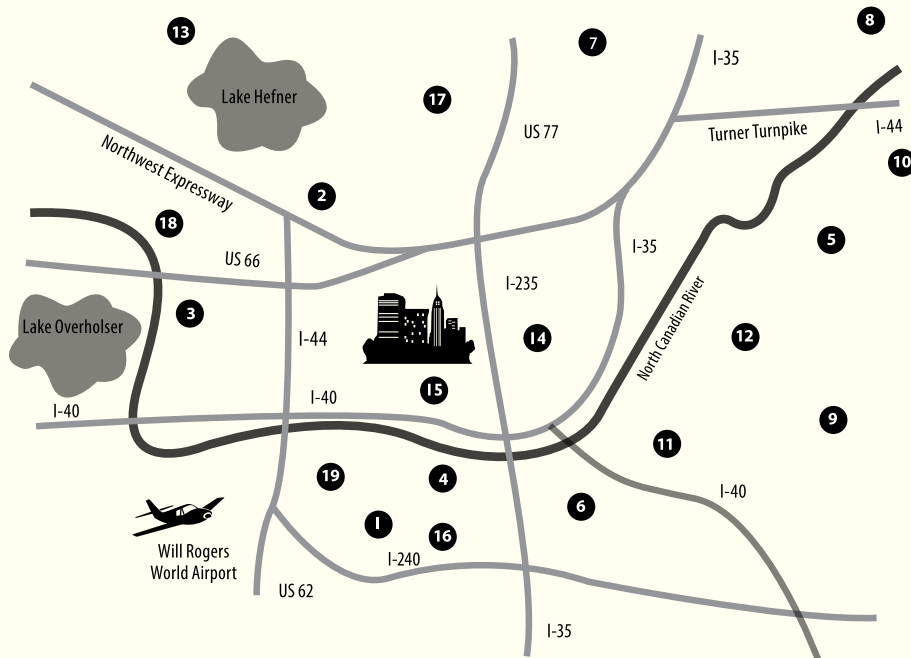 8
13
7
I-35
Lake Hefner
17
I-44
Turner Turnpike
US 77
Northwest Expressway
10
2
18
5
I-35
US 66
I-235
North Canadian River
3
Lake Overholser
I-44
14
12
15
I-40
I-40
9
11
19
4
I-40
6
1
16
Will Rogers
World Airport
I-240
US 62
I-35